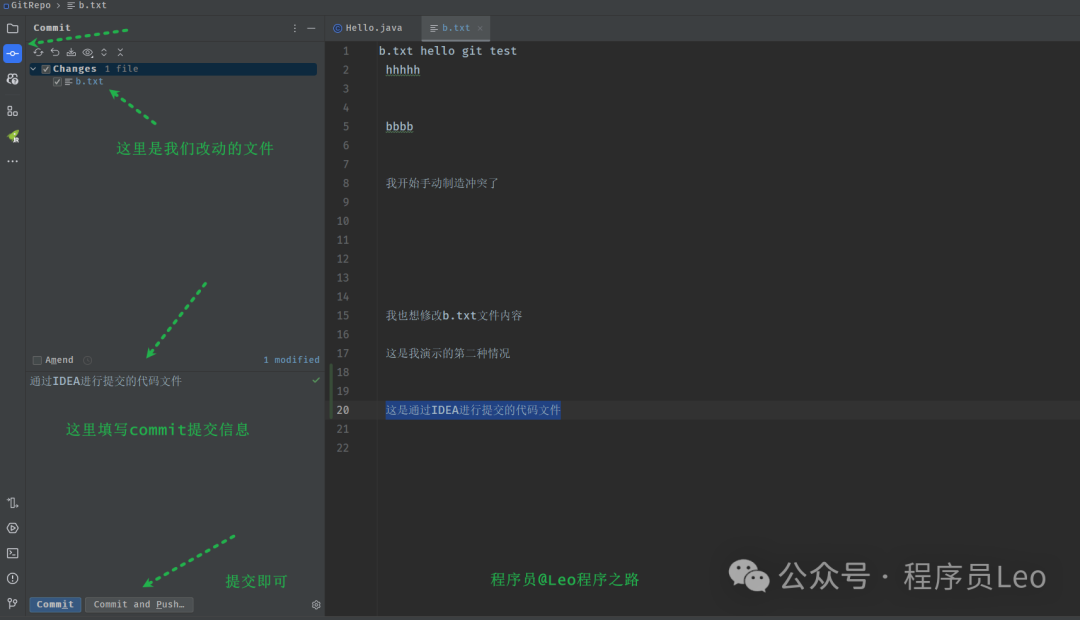 GitRepo > b.txt
Commit
Hello.java
b.txt
Changes 1 file
b.txt
这里是我们改动的文件
Amend
1 modified
通过IDEA进行提交的代码文件
这里填写commit提交信息
提交即可
Commit
Commit and Push…
1 b.txt hello git test
2 hhhhh
3
4
5 bbbb
6
7
8 我开始手动制造冲突了
9
10
11
12
13
14
15 我也想修改b.txt文件内容
16
17 这是我演示的第二种情况
18
19
20 这是通过IDEA进行提交的代码文件
21
22
程序员@Leo程序之路
公众号 · 程序员Leo